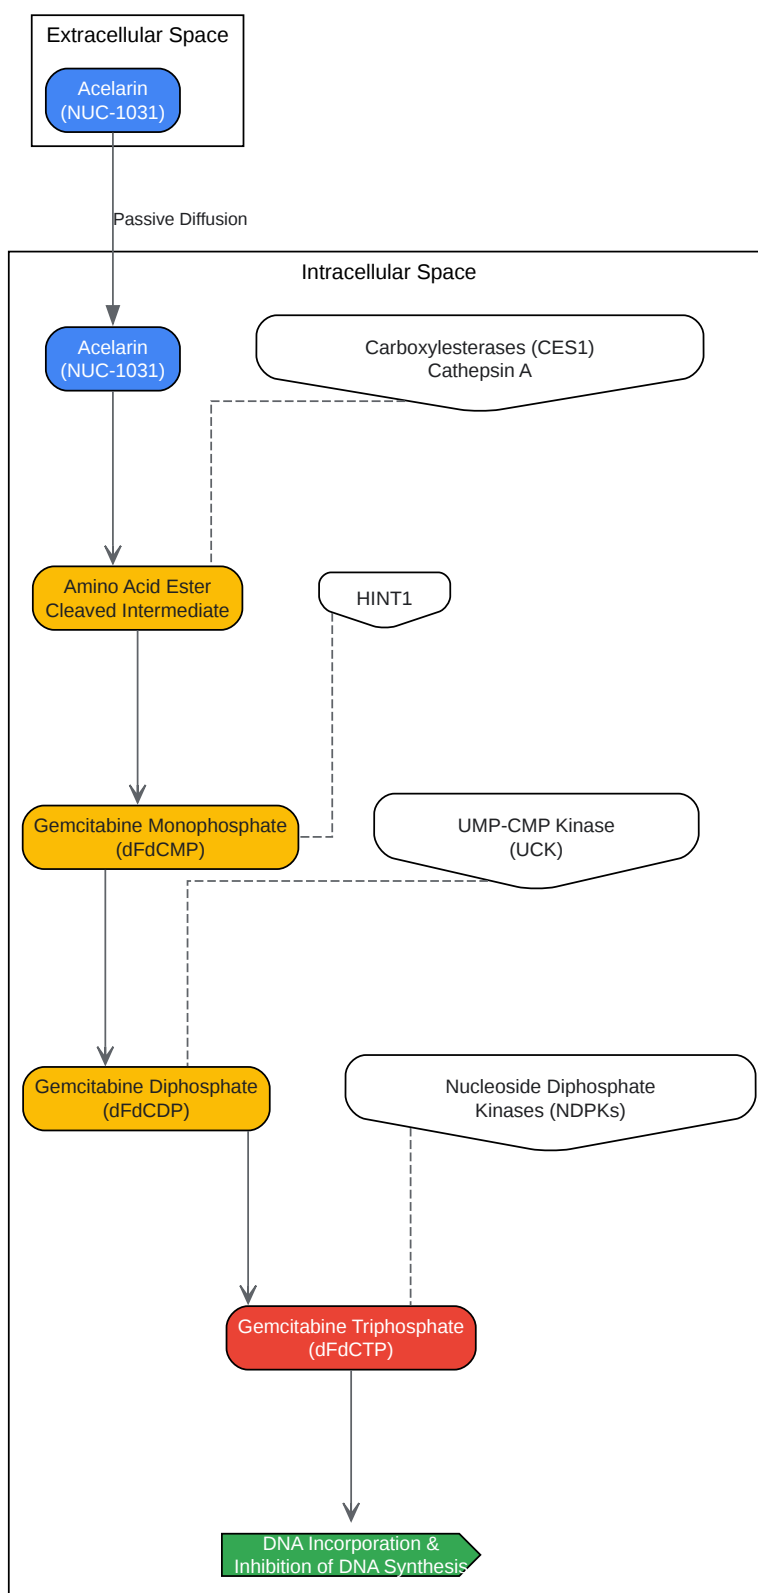 Extracellular Space
Acelarin
(NUC-1031)
Passive Diffusion
Intracellular Space
Acelarin
(NUC-1031)
Carboxylesterases (CES1)
Cathepsin A
Amino Acid Ester
Cleaved Intermediate
HINT1
Gemcitabine Monophosphate
(dFdCMP)
UMP-CMP Kinase
(UCK)
Gemcitabine Diphosphate
(dFdCDP)
Nucleoside Diphosphate
Kinases (NDPKs)
Gemcitabine Triphosphate
(dFdCTP)
DNA Incorporation &
Inhibition of DNA Synthesis